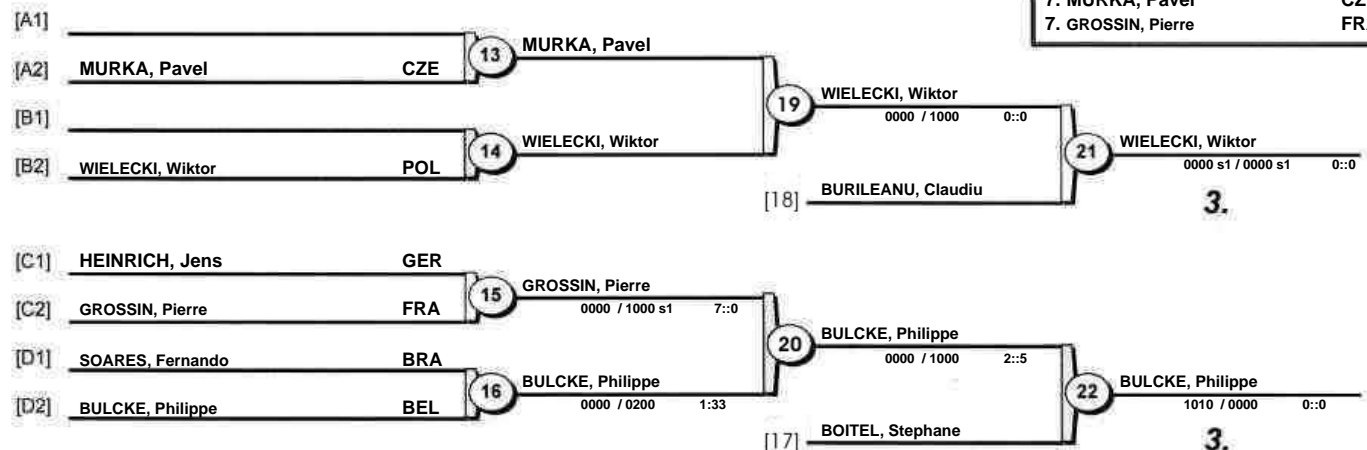 7. MURKA, Pavel CZ
7. GROSSIN, Pierre FR
[A1]
13 MURKA, Pavel
[A2] MURKA, Pavel CZE
19 WIELECKI, Wiktor
0000 / 1000 0::0
[B1]
14 WIELECKI, Wiktor
[B2] WIELECKI, Wiktor POL
21 WIELECKI, Wiktor
0000 s1 / 0000 s1 0::0
[18] BURILEANU, Claudiu
3.
[C1] HEINRICH, Jens GER
15 GROSSIN, Pierre
0000 / 1000 s1 7::0
[C2] GROSSIN, Pierre FRA
20 BULCKE, Philippe
0000 / 1000 2::5
[D1] SOARES, Fernando BRA
16 BULCKE, Philippe
0000 / 0200 1:33
[D2] BULCKE, Philippe BEL
22 BULCKE, Philippe
1010 / 0000 0::0
[17] BOITEL, Stephane
3.